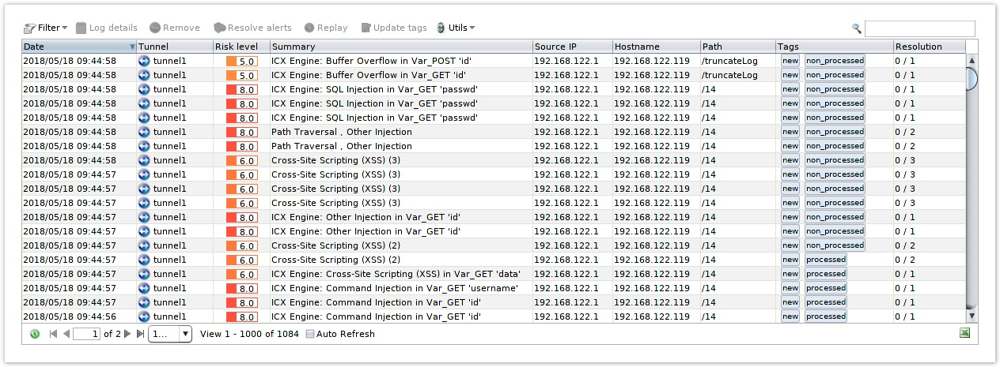 Filter Log details Remove Resolve alerts Replay Update tags Utils
Date Tunnel Risk level Summary Source IP Hostname Path Tags Resolution
2018/05/18 09:44:58 tunnel1 5.0 ICX Engine: Buffer Overflow in Var_POST 'id' 192.168.122.1 192.168.122.119 /truncateLog new non_processed 0 / 1
2018/05/18 09:44:58 tunnel1 5.0 ICX Engine: Buffer Overflow in Var_GET 'id' 192.168.122.1 192.168.122.119 /truncateLog new non_processed 0 / 1
2018/05/18 09:44:58 tunnel1 8.0 ICX Engine: SQL Injection in Var_GET 'passwd' 192.168.122.1 192.168.122.119 /14 new non_processed 0 / 1
2018/05/18 09:44:58 tunnel1 8.0 ICX Engine: SQL Injection in Var_GET 'passwd' 192.168.122.1 192.168.122.119 /14 new non_processed 0 / 1
2018/05/18 09:44:58 tunnel1 8.0 ICX Engine: SQL Injection in Var_GET 'passwd' 192.168.122.1 192.168.122.119 /14 new non_processed 0 / 1
2018/05/18 09:44:58 tunnel1 8.0 Path Traversal , Other Injection 192.168.122.1 192.168.122.119 /14 new non_processed 0 / 2
2018/05/18 09:44:58 tunnel1 8.0 Path Traversal , Other Injection 192.168.122.1 192.168.122.119 /14 new non_processed 0 / 2
2018/05/18 09:44:58 tunnel1 6.0 Cross-Site Scripting (XSS) (3) 192.168.122.1 192.168.122.119 /14 new non_processed 0 / 3
2018/05/18 09:44:57 tunnel1 6.0 Cross-Site Scripting (XSS) (3) 192.168.122.1 192.168.122.119 /14 new non_processed 0 / 3
2018/05/18 09:44:57 tunnel1 6.0 Cross-Site Scripting (XSS) (3) 192.168.122.1 192.168.122.119 /14 new non_processed 0 / 3
2018/05/18 09:44:57 tunnel1 6.0 Cross-Site Scripting (XSS) (3) 192.168.122.1 192.168.122.119 /14 new non_processed 0 / 3
2018/05/18 09:44:57 tunnel1 8.0 ICX Engine: Other Injection in Var_GET 'id' 192.168.122.1 192.168.122.119 /14 new non_processed 0 / 1
2018/05/18 09:44:57 tunnel1 8.0 ICX Engine: Other Injection in Var_GET 'id' 192.168.122.1 192.168.122.119 /14 new non_processed 0 / 1
2018/05/18 09:44:57 tunnel1 6.0 Cross-Site Scripting (XSS) (2) 192.168.122.1 192.168.122.119 /14 new non_processed 0 / 2
2018/05/18 09:44:57 tunnel1 6.0 Cross-Site Scripting (XSS) (2) 192.168.122.1 192.168.122.119 /14 new processed 0 / 2
2018/05/18 09:44:57 tunnel1 6.0 ICX Engine: Cross-Site Scripting (XSS) in Var_GET 'data' 192.168.122.1 192.168.122.119 /14 new processed 0 / 1
2018/05/18 09:44:57 tunnel1 8.0 ICX Engine: Command Injection in Var_GET 'username' 192.168.122.1 192.168.122.119 /14 new processed 0 / 1
2018/05/18 09:44:57 tunnel1 8.0 ICX Engine: Command Injection in Var_GET 'id' 192.168.122.1 192.168.122.119 /14 new processed 0 / 1
2018/05/18 09:44:56 tunnel1 8.0 ICX Engine: Command Injection in Var_GET 'id' 192.168.122.1 192.168.122.119 /14 new processed 0 / 1
1 of 2 1... View 1 - 1000 of 1084 Auto Refresh